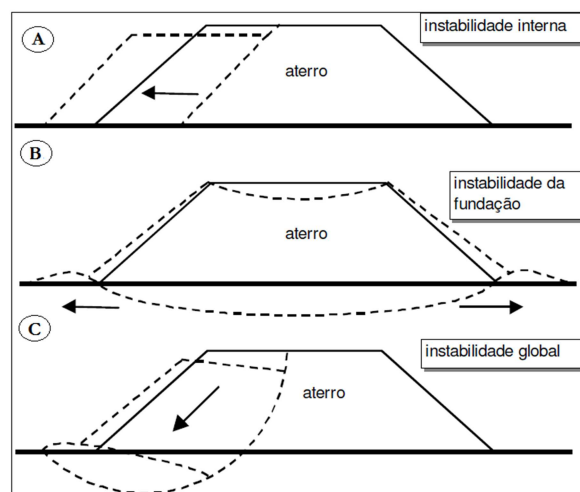 A
instabilidade interna
aterro
B
instabilidade da
fundação
aterro
C
instabilidade global
aterro